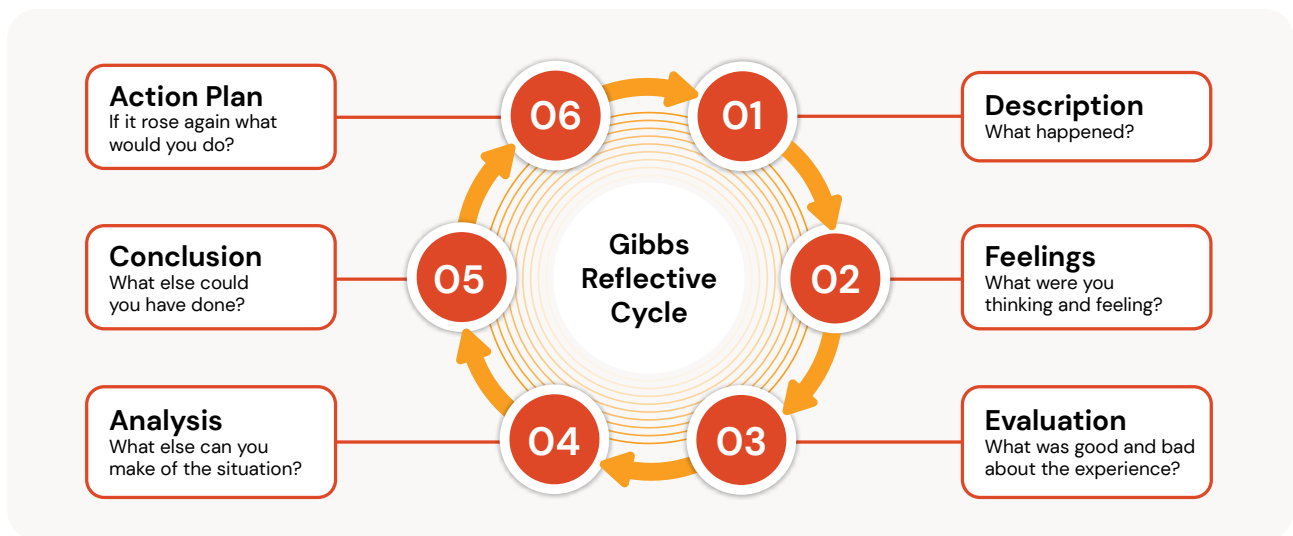 Gibbs
Reflective
Cycle
01
Description
What happened?
02
Feelings
What were you
thinking and feeling?
03
Evaluation
What was good and bad
about the experience?
04
Analysis
What else can you
make of the situation?
05
Conclusion
What else could
you have done?
06
Action Plan
If it rose again what
would you do?